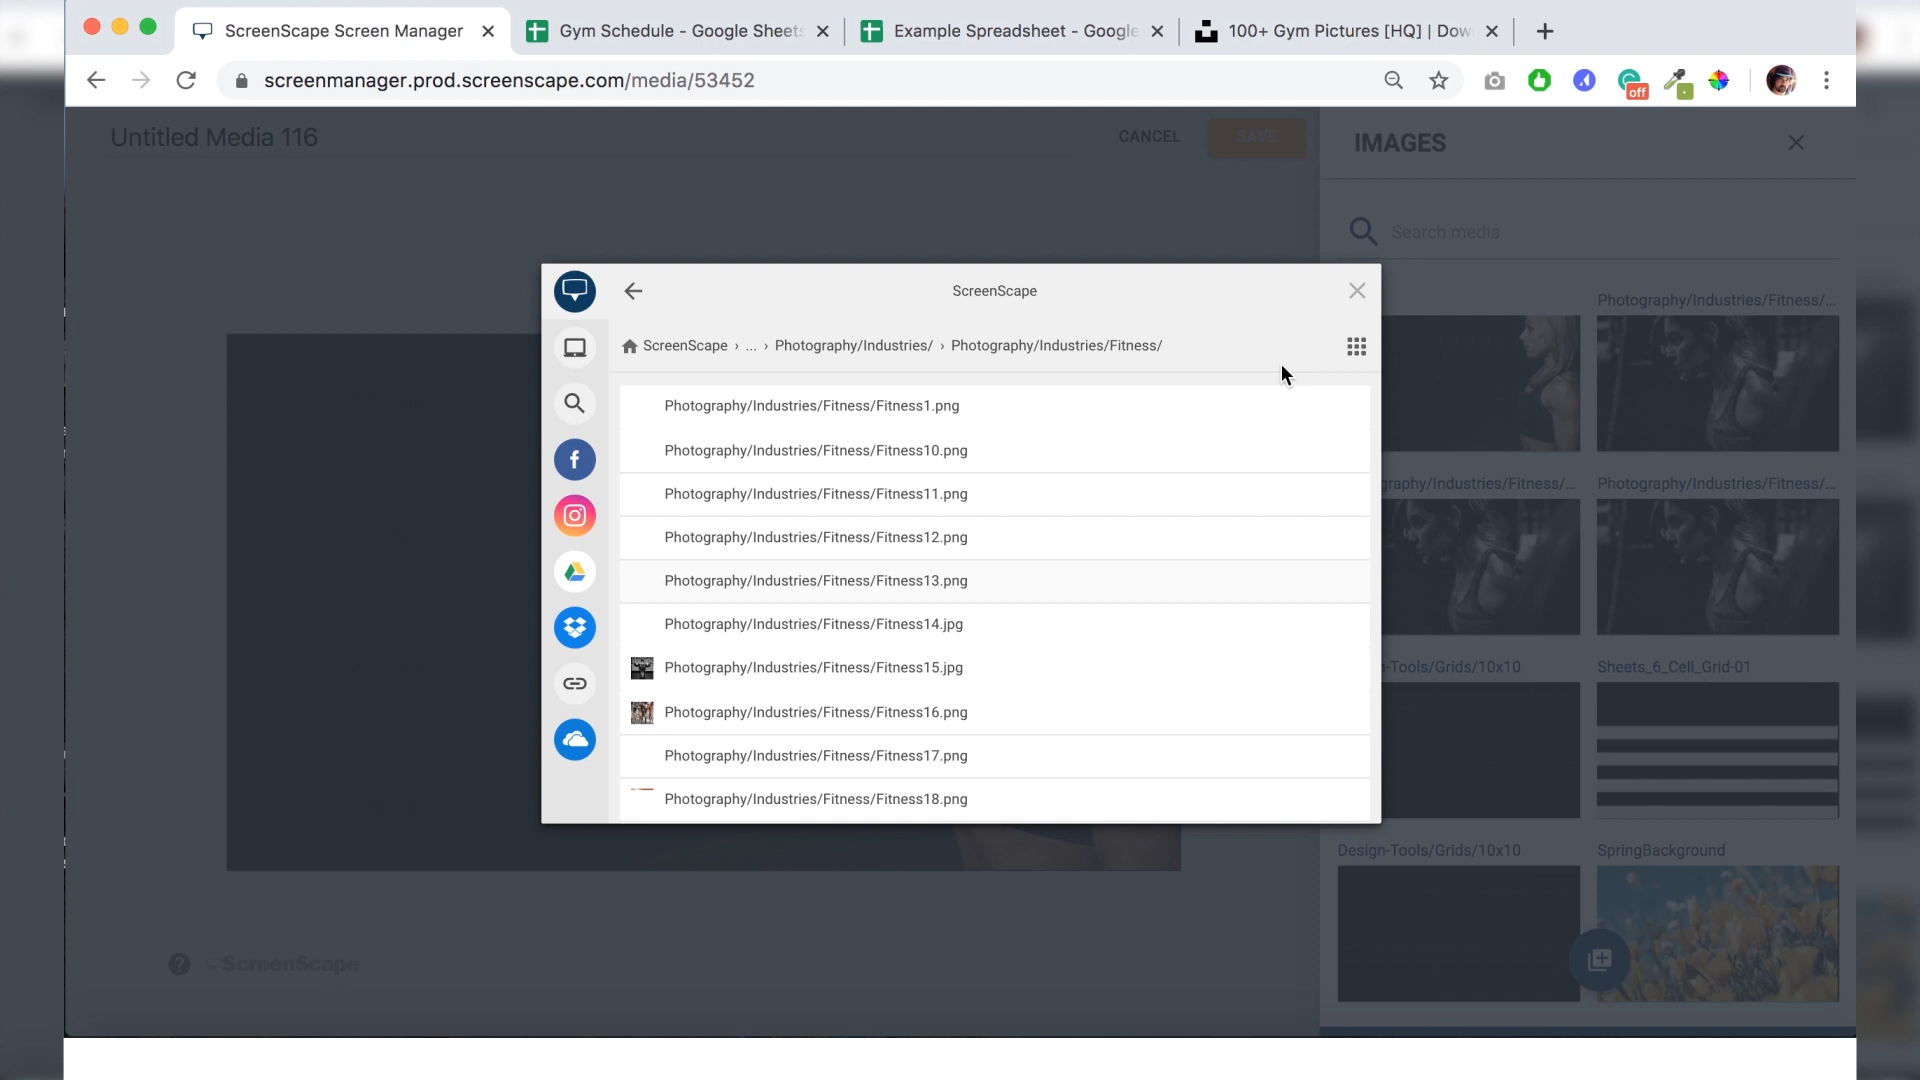 ScreenScape Screen Manager
Gym Schedule - Google Sheets
Example Spreadsheet - Google
100+ Gym Pictures [HQ] | Dow
screenmanager.prod.screenscape.com/media/53452
off
Untitled Media 116
CANCEL
SAVE
IMAGES
Search media
ScreenScape
ScreenScape › ... › Photography/Industries/ › Photography/Industries/Fitness/
Photography/Industries/Fitness/Fitness1.png
Photography/Industries/Fitness/Fitness10.png
Photography/Industries/Fitness/Fitness11.png
Photography/Industries/Fitness/Fitness12.png
Photography/Industries/Fitness/Fitness13.png
Photography/Industries/Fitness/Fitness14.jpg
Photography/Industries/Fitness/Fitness15.jpg
Photography/Industries/Fitness/Fitness16.png
Photography/Industries/Fitness/Fitness17.png
Photography/Industries/Fitness/Fitness18.png
Photography/Industries/Fitness/...
graphy/Industries/Fitness/...
Photography/Industries/Fitness/...
n-Tools/Grids/10x10
Sheets_6_Cell_Grid-01
Design-Tools/Grids/10x10
SpringBackground
ScreenScape